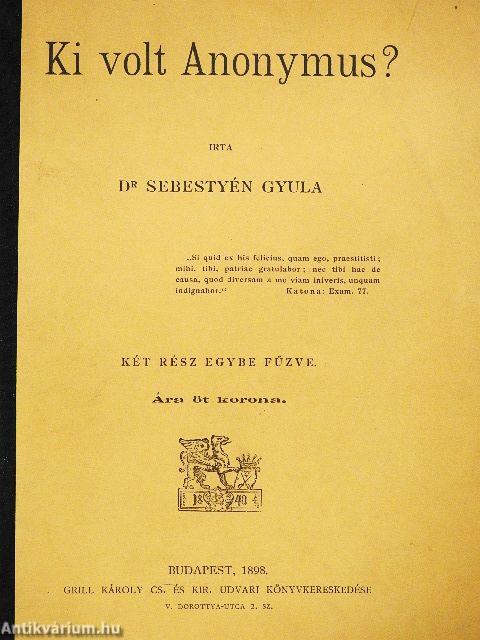 Ki volt Anonymus?
IRTA
Dᴿ SEBESTYÉN GYULA
„Si quid ex his felicius, quam ego, praestitisti;
mihi, tibi, patriae gratulabor; nec tibi hac de
causa, quod diversam a me viam iniveris, unquam
indignabor.“ Katona: Exam. 77.
KÉT RÉSZ EGYBE FŰZVE.
Ára öt korona.
1840
BUDAPEST, 1898.
GRILL KÁROLY CS. ÉS KIR. UDVARI KÖNYVKERESKEDÉSE
V. DOROTTYA-UTCA 2. SZ.
Antikvárium.hu